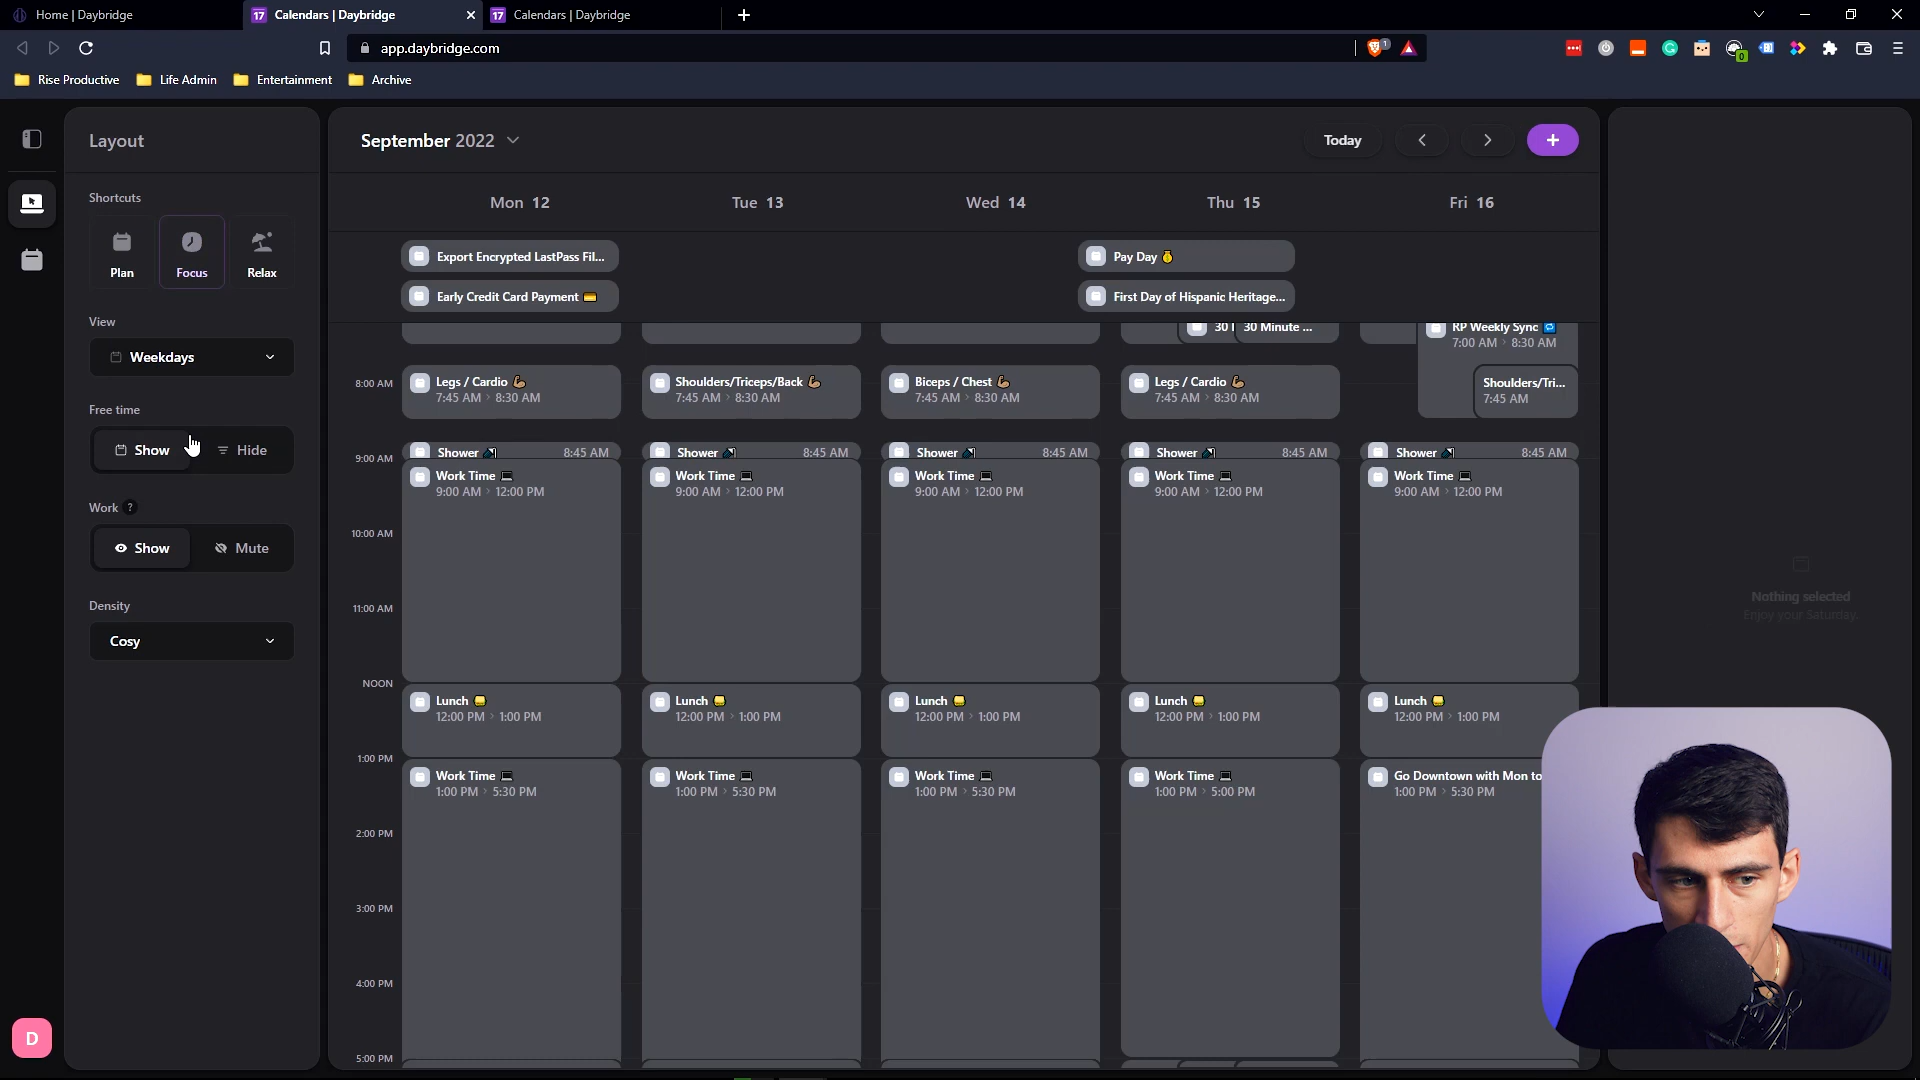 Home | Daybridge
17 Calendars | Daybridge
17 Calendars | Daybridge
app.daybridge.com
1
0
Rise Productive
Life Admin
Entertainment
Archive
Layout
Shortcuts
Plan
Focus
Relax
View
Weekdays
Free time
Show
Hide
Work ?
Show
Mute
Density
Cosy
D
September 2022
Today
Mon 12
Tue 13
Wed 14
Thu 15
Fri 16
Export Encrypted LastPass Fil...
Pay Day 💰
Early Credit Card Payment 💳
First Day of Hispanic Heritage...
30
30 Minute ...
RP Weekly Sync 🔁
7:00 AM > 8:30 AM
8:00 AM
Legs / Cardio 💪🏽
7:45 AM > 8:30 AM
Shoulders/Triceps/Back 💪🏽
7:45 AM > 8:30 AM
Biceps / Chest 💪🏽
7:45 AM > 8:30 AM
Legs / Cardio 💪🏽
7:45 AM > 8:30 AM
Shoulders/Tri...
7:45 AM
9:00 AM
Shower 🚿 8:45 AM
Shower 🚿 8:45 AM
Shower 🚿 8:45 AM
Shower 🚿 8:45 AM
Shower 🚿 8:45 AM
Work Time 💻
9:00 AM > 12:00 PM
Work Time 💻
9:00 AM > 12:00 PM
Work Time 💻
9:00 AM > 12:00 PM
Work Time 💻
9:00 AM > 12:00 PM
Work Time 💻
9:00 AM > 12:00 PM
10:00 AM
11:00 AM
NOON
Lunch 🥪
12:00 PM > 1:00 PM
Lunch 🥪
12:00 PM > 1:00 PM
Lunch 🥪
12:00 PM > 1:00 PM
Lunch 🥪
12:00 PM > 1:00 PM
Lunch 🥪
12:00 PM > 1:00 PM
1:00 PM
Work Time 💻
1:00 PM > 5:30 PM
Work Time 💻
1:00 PM > 5:30 PM
Work Time 💻
1:00 PM > 5:30 PM
Work Time 💻
1:00 PM > 5:00 PM
Go Downtown with Mon to
1:00 PM > 5:30 PM
2:00 PM
3:00 PM
4:00 PM
5:00 PM
Nothing selected
Enjoy your Saturday.